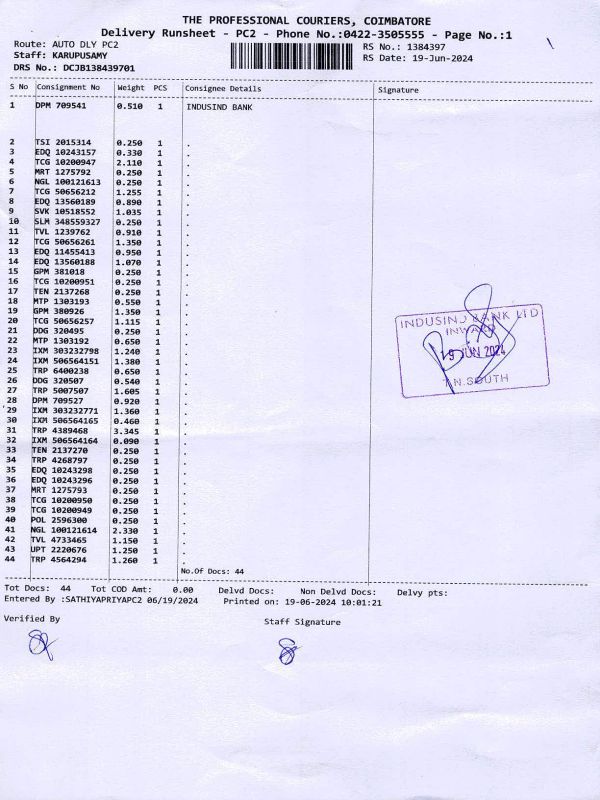 THE PROFESSIONAL COURIERS, COIMBATORE
Delivery Runsheet - PC2 - Phone No.:0422-3505555 - Page No.:1
Route: AUTO DLY PC2 RS No.: 1384397
Staff: KARUPUSAMY RS Date: 19-Jun-2024
DRS No.: DCJB138439701
S No Consignment No Weight PCS Consignee Details Signature
1 DPM 709541 0.510 1 INDUSIND BANK
2 TSI 2015314 0.250 1 .
3 EDQ 10243157 0.330 1 .
4 TCG 10200947 2.110 1 .
5 MRT 1275792 0.250 1 .
6 NGL 100121613 0.250 1 .
7 TCG 50656212 1.255 1 .
8 EDQ 13560189 0.890 1 .
9 SVK 10518552 1.035 1 .
10 SLM 348559327 0.250 1 .
11 TVL 1239762 0.910 1 .
12 TCG 50656261 1.350 1 .
13 EDQ 11455413 0.950 1 .
14 EDQ 13560188 1.070 1 .
15 GPM 381018 0.250 1 .
16 TCG 10200951 0.250 1 .
17 TEN 2137268 0.250 1 .
18 MTP 1303193 0.550 1 .
19 GPM 380926 1.350 1 .
20 TCG 50656257 1.115 1 .
21 DDG 320495 0.250 1 .
22 MTP 1303192 0.650 1 .
23 IXM 303232798 1.240 1 .
24 IXM 506564151 1.380 1 .
25 TRP 6400238 0.650 1 .
26 DDG 320507 0.540 1 .
27 TRP 5007507 1.605 1 .
28 DPM 709527 0.920 1 .
29 IXM 303232771 1.360 1 .
30 IXM 506564165 0.460 1 .
31 TRP 4389468 3.345 1 .
32 IXM 506564164 0.090 1 .
33 TEN 2137270 0.250 1 .
34 TRP 4268797 0.250 1 .
35 EDQ 10243298 0.250 1 .
36 EDQ 10243296 0.250 1 .
37 MRT 1275793 0.250 1 .
38 TCG 10200950 0.250 1 .
39 TCG 10200949 0.250 1 .
40 POL 2596300 0.250 1 .
41 NGL 100121614 2.330 1 .
42 TVL 4733465 1.150 1 .
43 UPT 2220676 1.250 1 .
44 TRP 4564294 1.260 1 .
INDUSIND BANK LTD
INWARD
19 JUN 2024
T.N.SOUTH
No.Of Docs: 44
Tot Docs: 44 Tot COD Amt: 0.00 Delvd Docs: Non Delvd Docs: Delvy pts:
Entered By :SATHIYAPRIYAPC2 06/19/2024 Printed on: 19-06-2024 10:01:21
Verified By Staff Signature